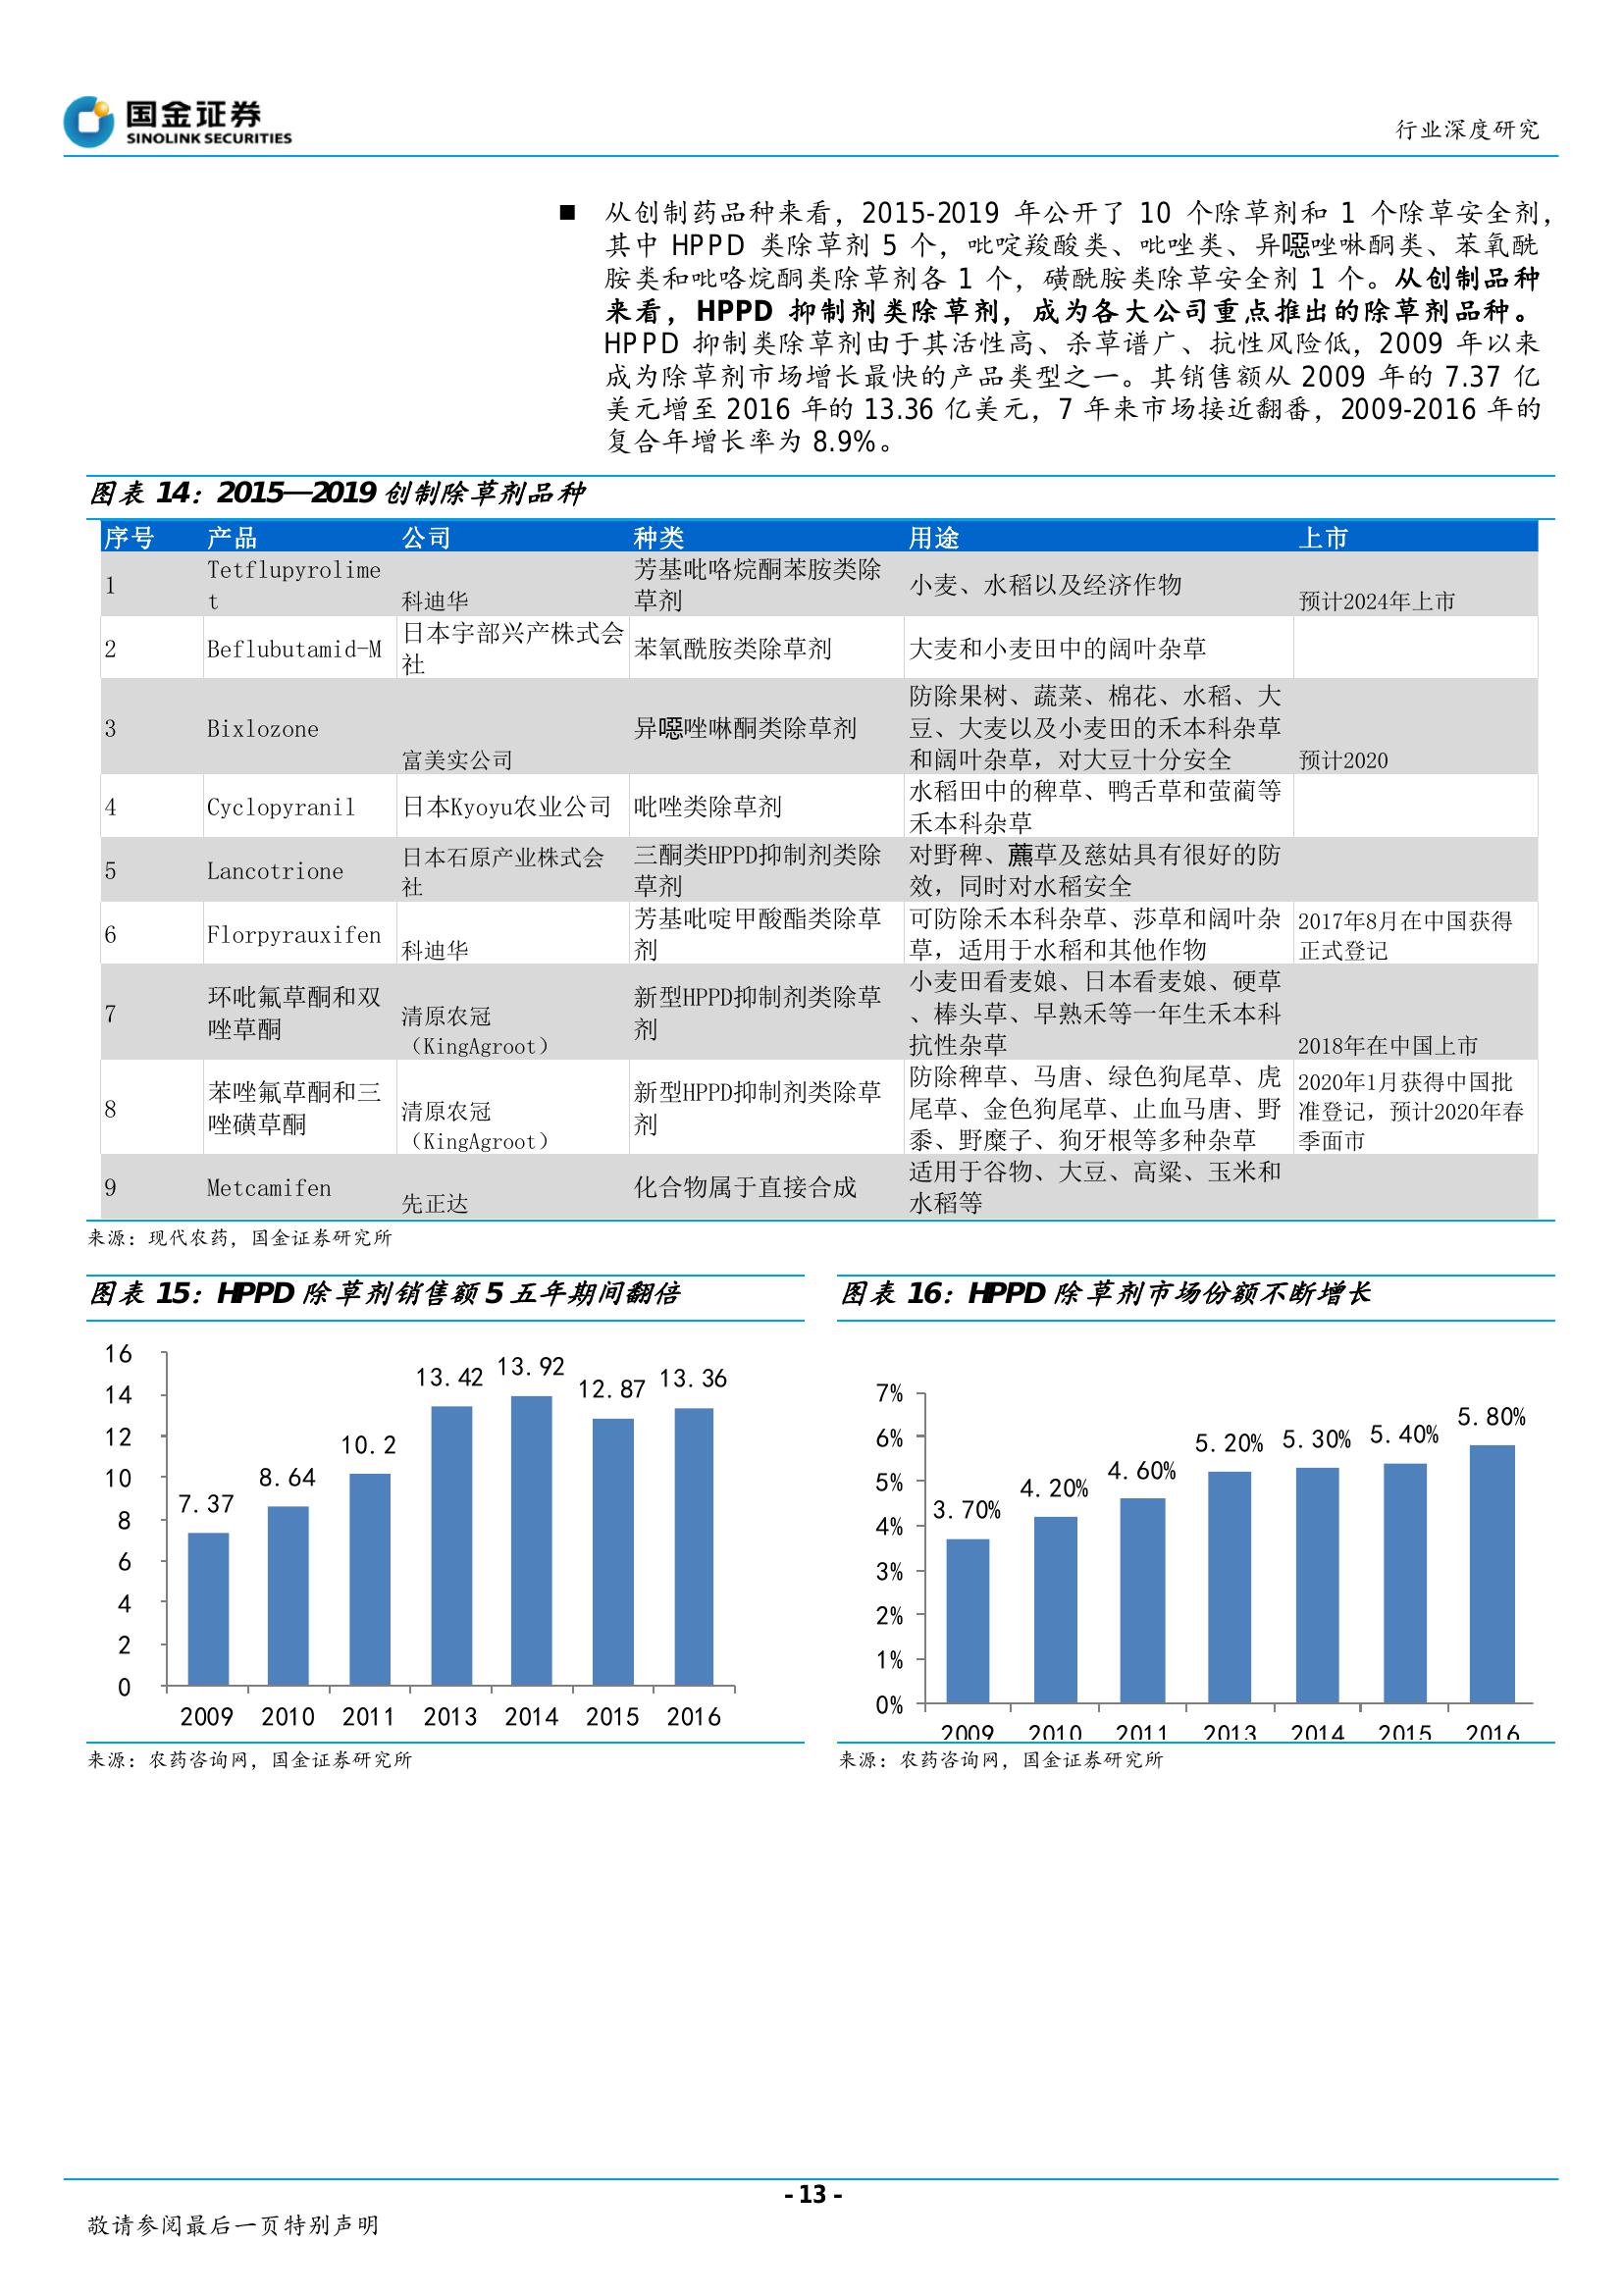 国金证券
SINOLINK SECURITIES
行业深度研究
■ 从创制药品种来看，2015-2019 年公开了 10 个除草剂和 1 个除草安全剂，
其中 HPPD 类除草剂 5 个，吡啶羧酸类、吡唑类、异噁唑啉酮类、苯氧酰
胺类和吡咯烷酮类除草剂各 1 个，磺酰胺类除草安全剂 1 个。从创制品种
来看，HPPD 抑制剂类除草剂，成为各大公司重点推出的除草剂品种。
HPPD 抑制类除草剂由于其活性高、杀草谱广、抗性风险低，2009 年以来
成为除草剂市场增长最快的产品类型之一。其销售额从 2009 年的 7.37 亿
美元增至 2016 年的 13.36 亿美元，7 年来市场接近翻番，2009-2016 年的
复合年增长率为 8.9%。
图表 14：2015—2019 创制除草剂品种
序号 产品 公司 种类 用途 上市
1 Tetflupyrolime
t 科迪华 芳基吡咯烷酮苯胺类除
草剂 小麦、水稻以及经济作物 预计2024年上市
2 Beflubutamid-M 日本宇部兴产株式会
社 苯氧酰胺类除草剂 大麦和小麦田中的阔叶杂草
3 Bixlozone 富美实公司 异噁唑啉酮类除草剂 防除果树、蔬菜、棉花、水稻、大
豆、大麦以及小麦田的禾本科杂草
和阔叶杂草，对大豆十分安全 预计2020
4 Cyclopyranil 日本Kyoyu农业公司 吡唑类除草剂 水稻田中的稗草、鸭舌草和萤蔺等
禾本科杂草
5 Lancotrione 日本石原产业株式会
社 三酮类HPPD抑制剂类除
草剂 对野稗、藨草及慈姑具有很好的防
效，同时对水稻安全
6 Florpyrauxifen 科迪华 芳基吡啶甲酸酯类除草
剂 可防除禾本科杂草、莎草和阔叶杂
草，适用于水稻和其他作物 2017年8月在中国获得
正式登记
7 环吡氟草酮和双
唑草酮 清原农冠
（KingAgroot） 新型HPPD抑制剂类除草
剂 小麦田看麦娘、日本看麦娘、硬草
、棒头草、早熟禾等一年生禾本科
抗性杂草 2018年在中国上市
8 苯唑氟草酮和三
唑磺草酮 清原农冠
（KingAgroot） 新型HPPD抑制剂类除草
剂 防除稗草、马唐、绿色狗尾草、虎
尾草、金色狗尾草、止血马唐、野
黍、野糜子、狗牙根等多种杂草 2020年1月获得中国批
准登记，预计2020年春
季面市
9 Metcamifen 先正达 化合物属于直接合成 适用于谷物、大豆、高粱、玉米和
水稻等
来源：现代农药，国金证券研究所
图表 15：HPPD 除草剂销售额 5 五年期间翻倍
16
14
12
10
8
6
4
2
0
7.37 8.64 10.2 13.42 13.92 12.87 13.36
2009 2010 2011 2013 2014 2015 2016
来源：农药咨询网，国金证券研究所
图表 16：HPPD 除草剂市场份额不断增长
7%
6%
5%
4%
3%
2%
1%
0%
3.70% 4.20% 4.60% 5.20% 5.30% 5.40% 5.80%
2009 2010 2011 2013 2014 2015 2016
来源：农药咨询网，国金证券研究所
- 13 -
敬请参阅最后一页特别声明